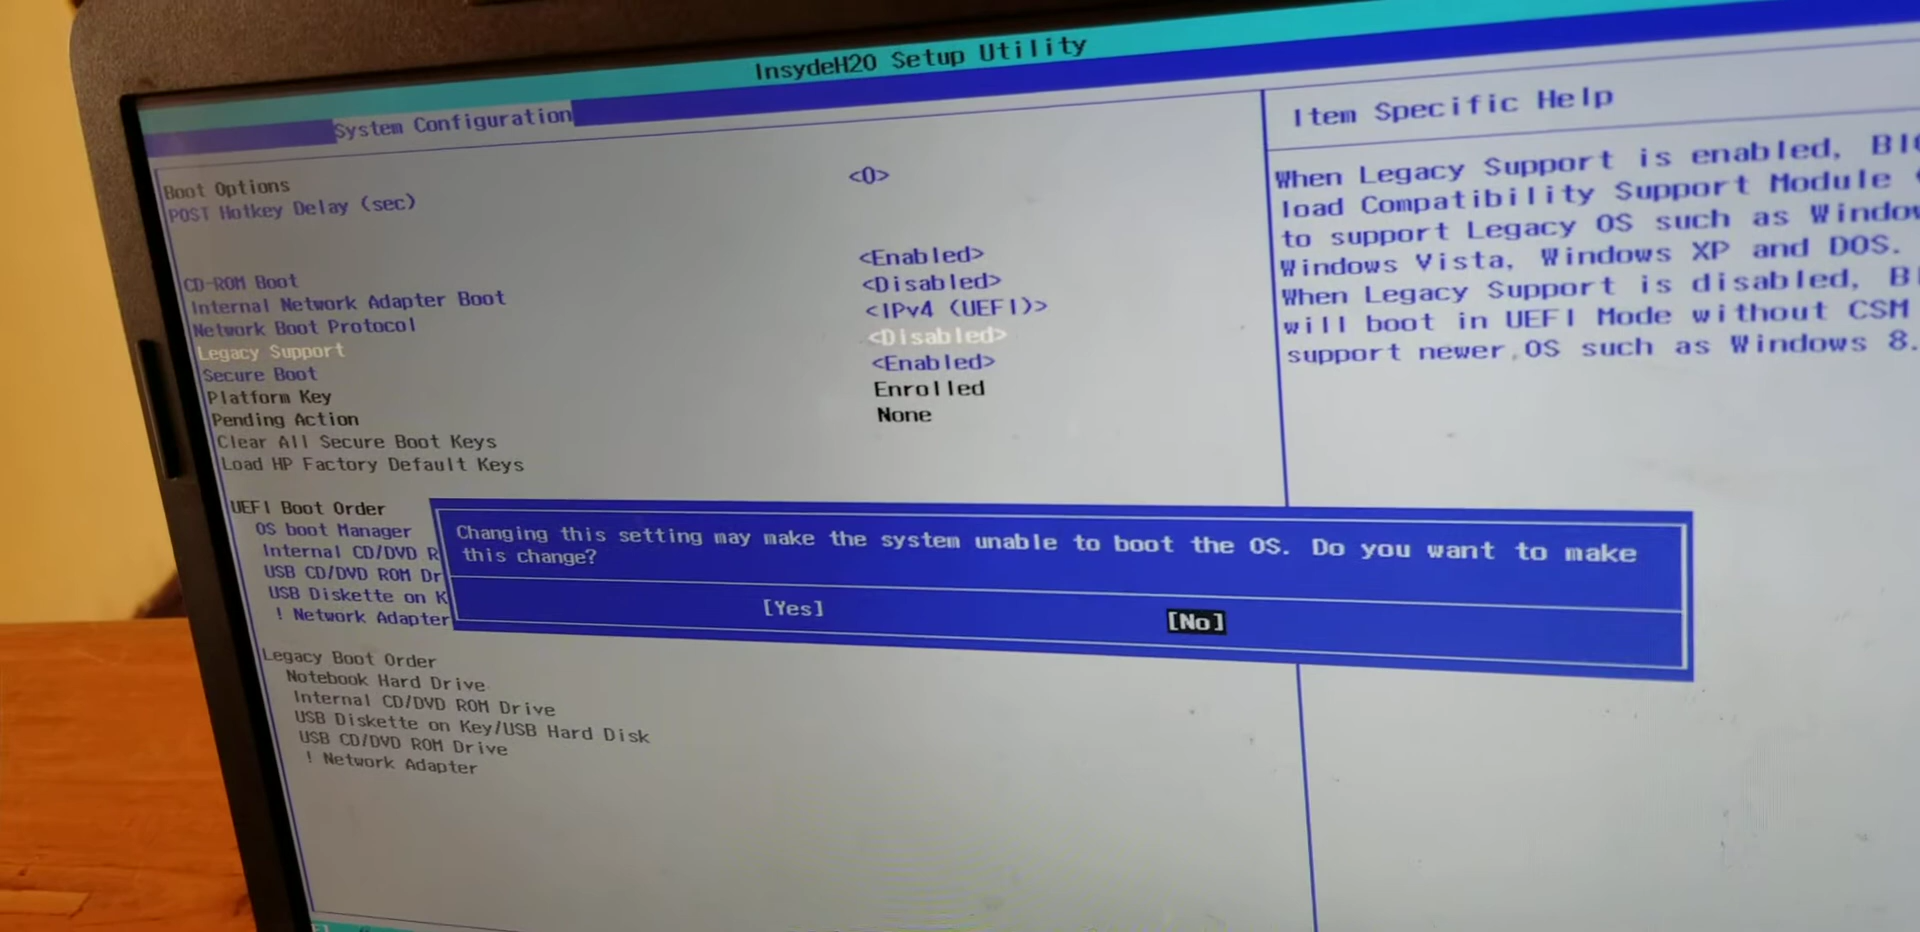 InsydeH20 Setup Utility
System Configuration
Boot Options
POST Hotkey Delay (sec) <0>
CD-ROM Boot <Enabled>
Internal Network Adapter Boot <Disabled>
Network Boot Protocol <IPv4 (UEFI)>
Legacy Support <Disabled>
Secure Boot <Enabled>
Platform Key Enrolled
Pending Action None
Clear All Secure Boot Keys
Load HP Factory Default Keys
UEFI Boot Order
OS boot Manager
Internal CD/DVD R
USB CD/DVD ROM Dr
USB Diskette on K
! Network Adapter
Legacy Boot Order
Notebook Hard Drive
Internal CD/DVD ROM Drive
USB Diskette on Key/USB Hard Disk
USB CD/DVD ROM Drive
! Network Adapter
Changing this setting may make the system unable to boot the OS. Do you want to make
this change?
[Yes] [No]
Item Specific Help
When Legacy Support is enabled, BIO
load Compatibility Support Module
to support Legacy OS such as Window
Windows Vista, Windows XP and DOS.
When Legacy Support is disabled, B
will boot in UEFI Mode without CSM
support newer OS such as Windows 8.